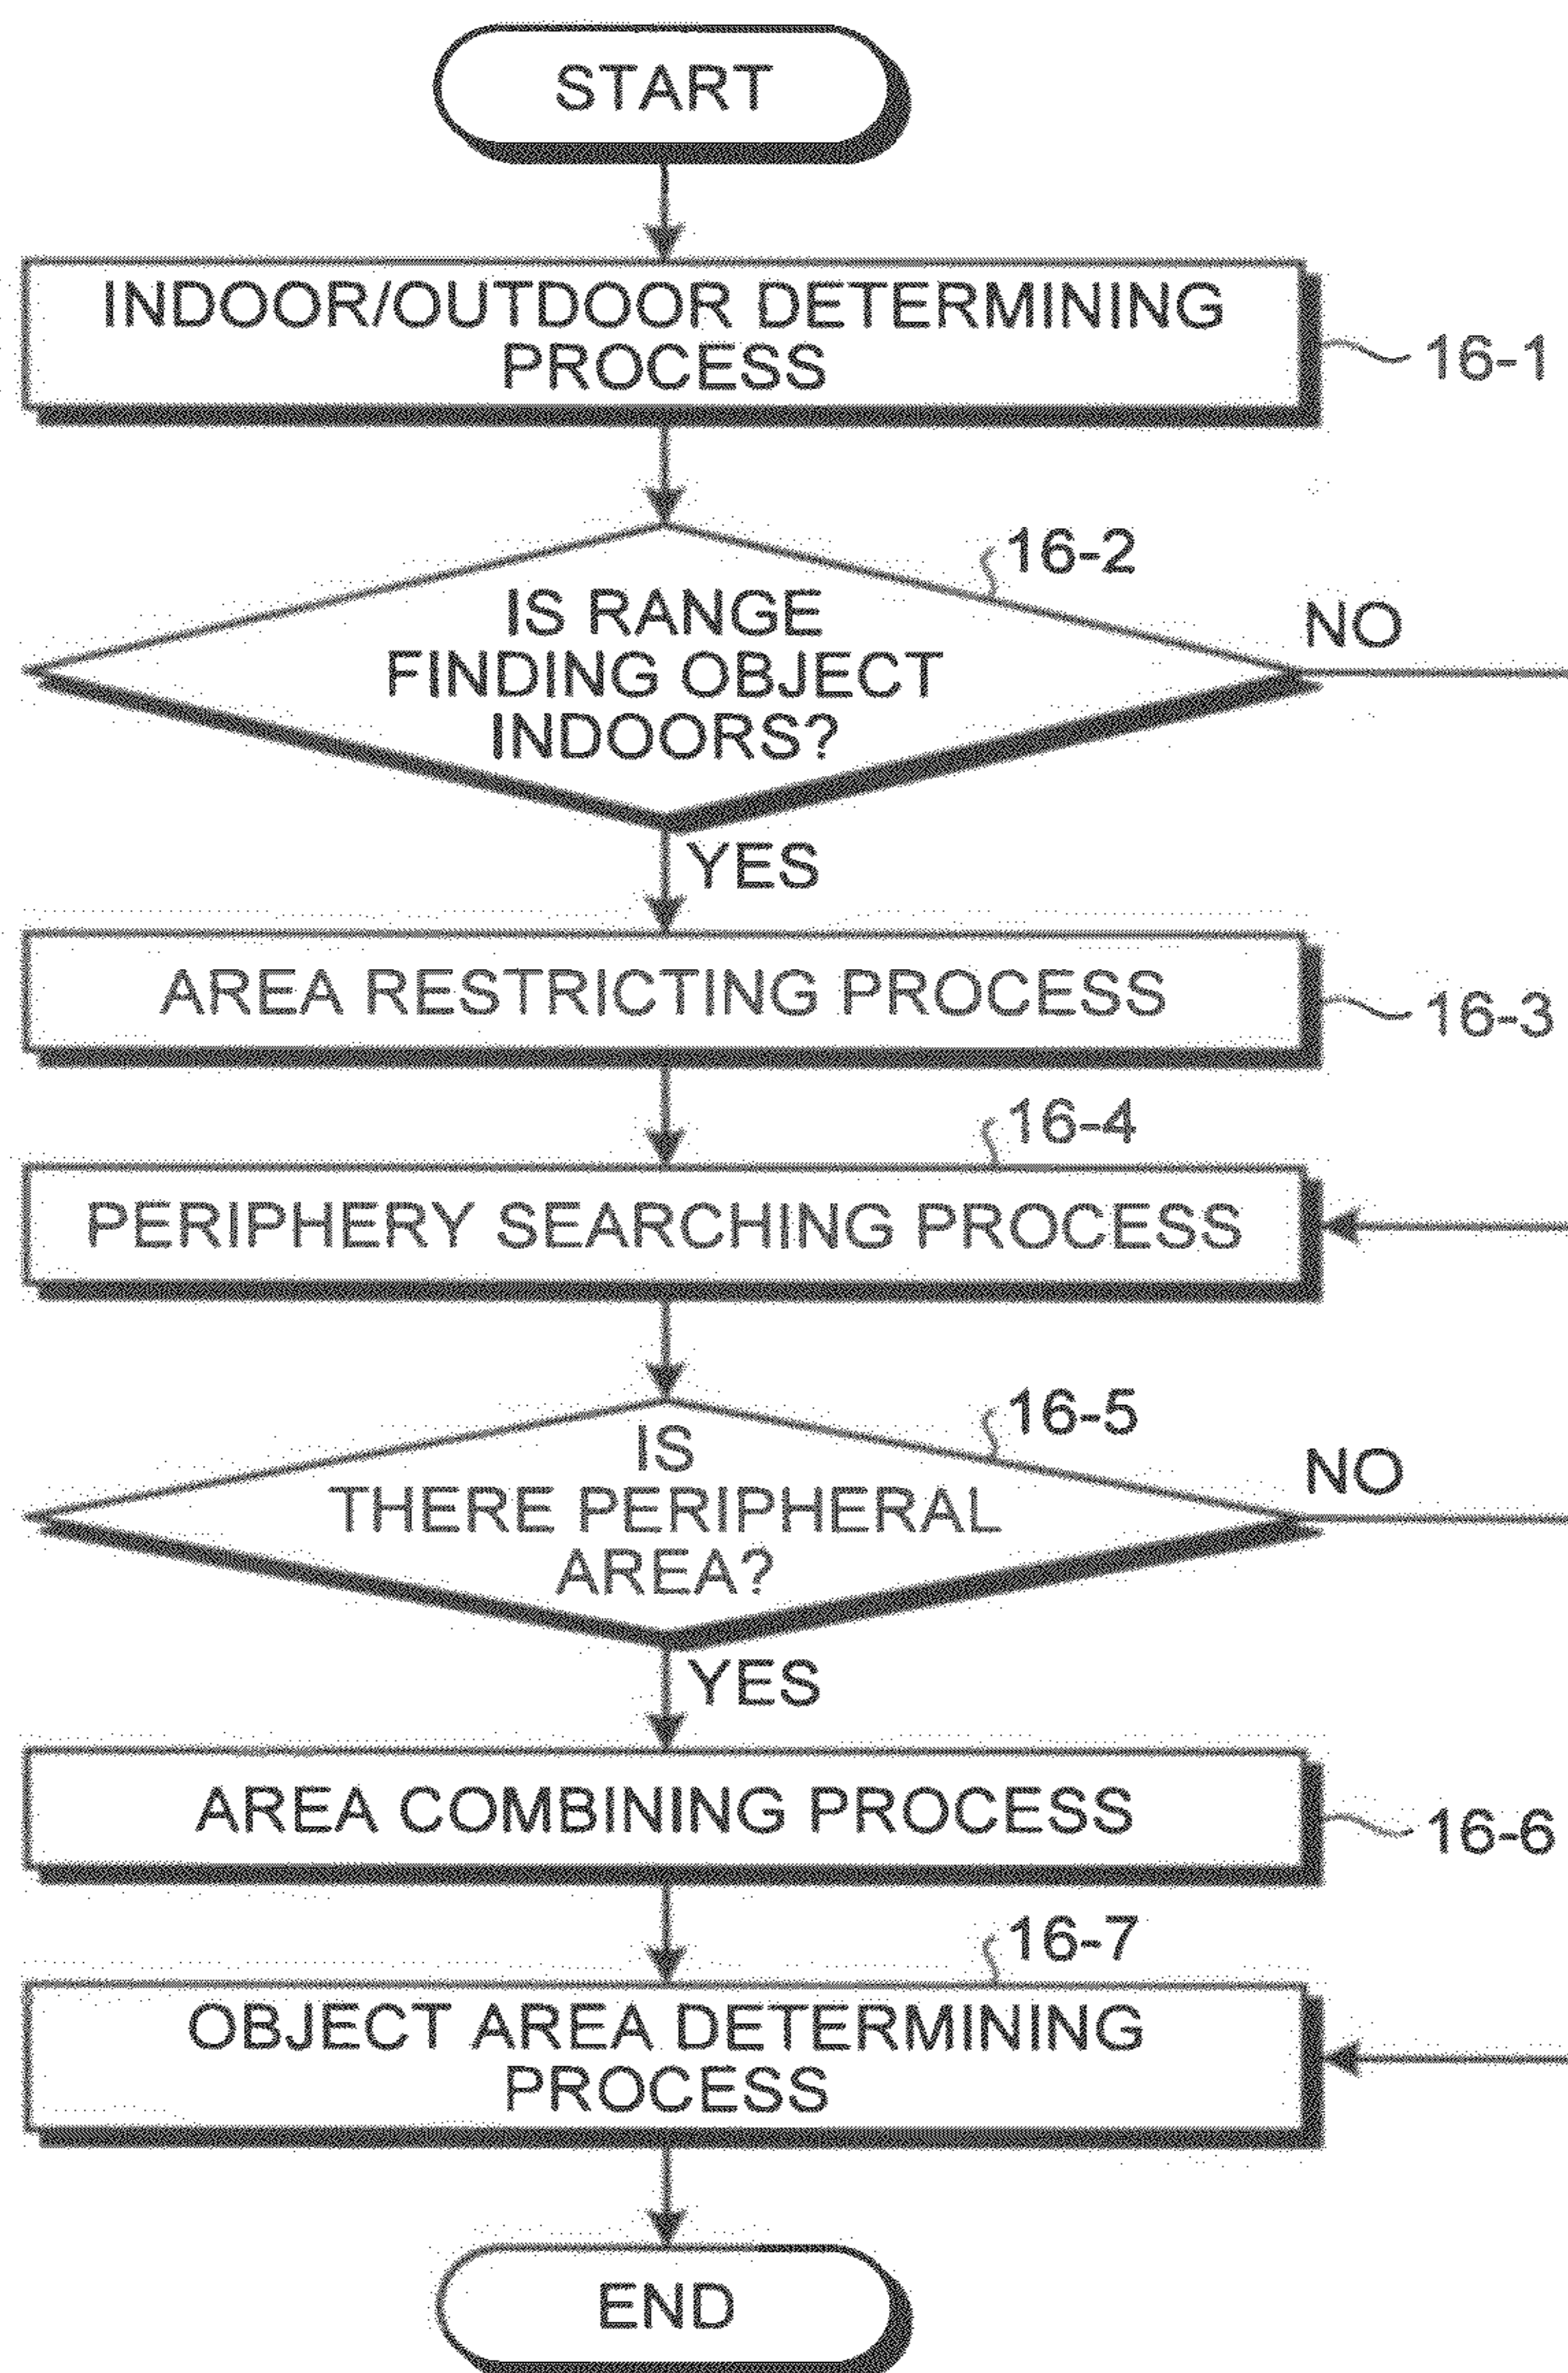 START
INDOOR/OUTDOOR DETERMINING
PROCESS
16-1
16-2
IS RANGE
FINDING OBJECT
INDOORS?
NO
YES
AREA RESTRICTING PROCESS
16-3
16-4
PERIPHERY SEARCHING PROCESS
16-5
IS
THERE PERIPHERAL
AREA?
NO
YES
AREA COMBINING PROCESS
16-6
16-7
OBJECT AREA DETERMINING
PROCESS
END